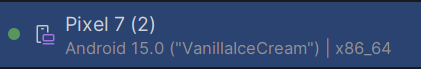 Pixel 7 (2)
Android 15.0 ("VanillaIceCream") | x86_64